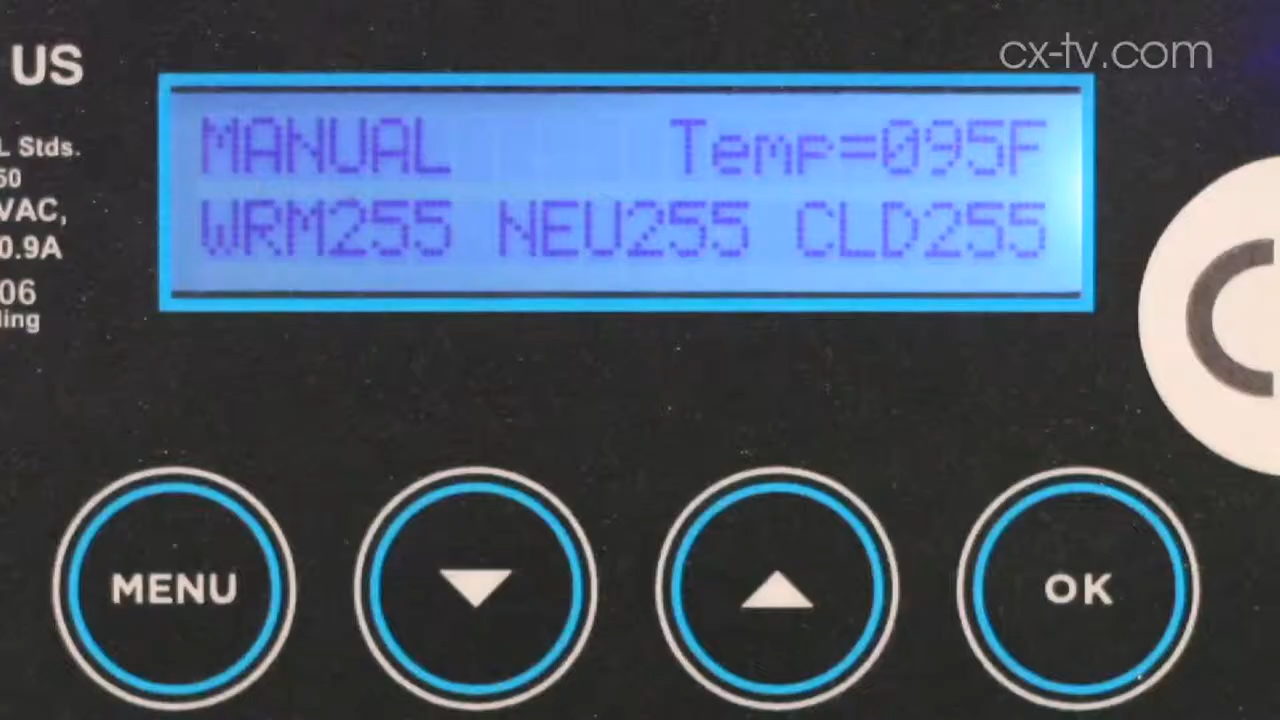 cx-tv.com
US
L Stds.
60
VAC,
0.9A
06
ling
MANUAL Temp=095F
WRM255 NEU255 CLD255
MENU
OK